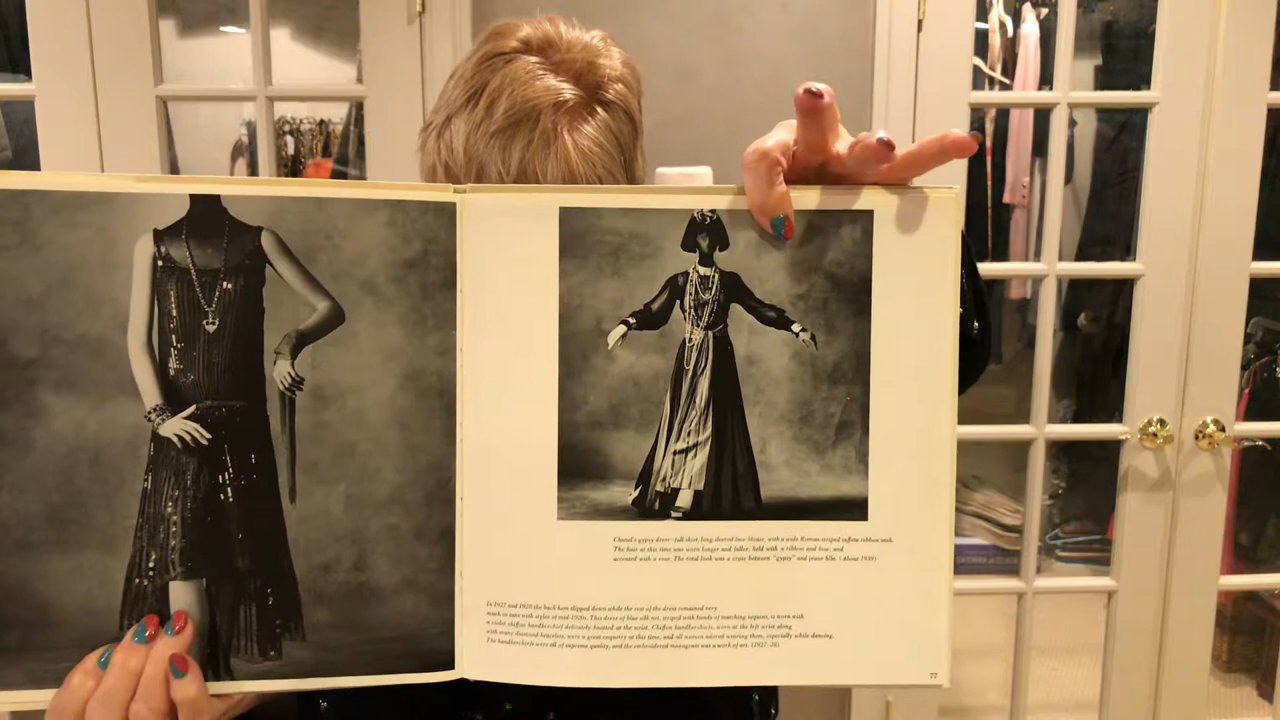 Chanel's gypsy dress—full skirt, long-sleeved lace blouse, with a wide Roman-striped taffeta ribbon sash.
The hair at this time was worn longer and fuller, held with a ribbon and bow, and
accented with a rose. The total look was a cross between "gypsy" and jeune fille. (About 1939)
In 1927 and 1928 the back hem slipped down while the rest of the dress remained very
much in tune with styles of mid-1920s. This dress of blue silk net, striped with bands of matching sequins, is worn with
a violet chiffon handkerchief delicately knotted at the wrist. Chiffon handkerchiefs, worn at the left wrist along
with many diamond bracelets, were a great coquetry at this time, and all women adored wearing them, especially while dancing.
The handkerchiefs were all of supreme quality, and the embroidered monogram was a work of art. (1927–28)
77